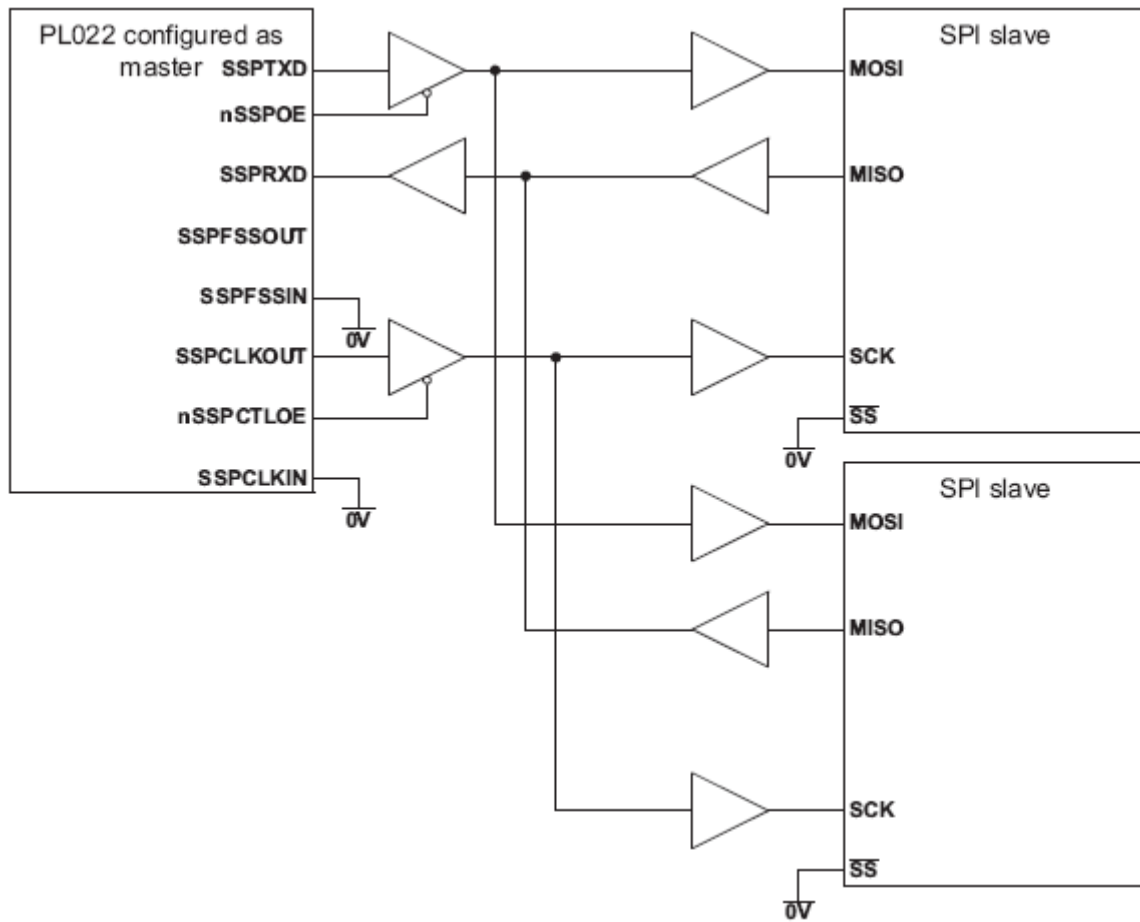 PL022 configured as
master SSPTXD
nSSPOE
SSPRXD
SSPFSSOUT
SSPFSSIN
0V
SSPCLKOUT
nSSPCTLOE
SSPCLKIN
0V
SPI slave
MOSI
MISO
SCK
SS
0V
SPI slave
MOSI
MISO
SCK
SS
0V